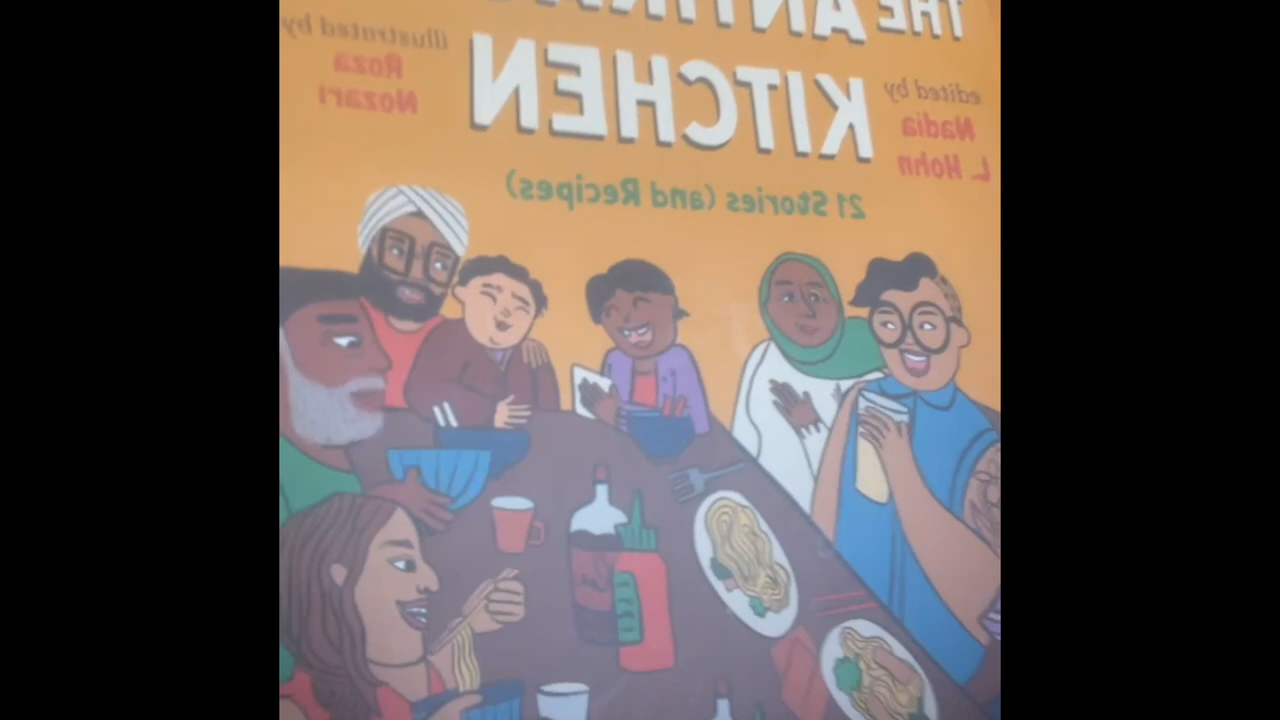 THE
KITCHEN
edited by
Nadia
L. Hohn
illustrated by
Roza
Nozari
21 Stories (and Recipes)